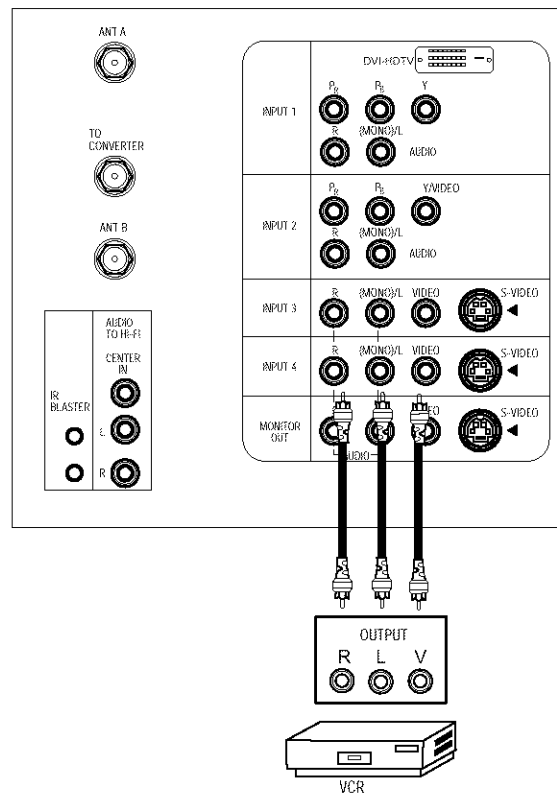 ANT A
TO
CONVERTER
ANT B
AUDIO
TO HI-FI
CENTER
IN
IR
BLASTER
L
R
DVI-HDTV
INPUT 1
PR PB Y
R (MONO)/L AUDIO
INPUT 2
PR PB Y/VIDEO
R (MONO)/L AUDIO
INPUT 3
R (MONO)/L VIDEO S-VIDEO
INPUT 4
R (MONO)/L VIDEO S-VIDEO
MONITOR
OUT
S-VIDEO
AUDIO
OUTPUT
R L V
VCR